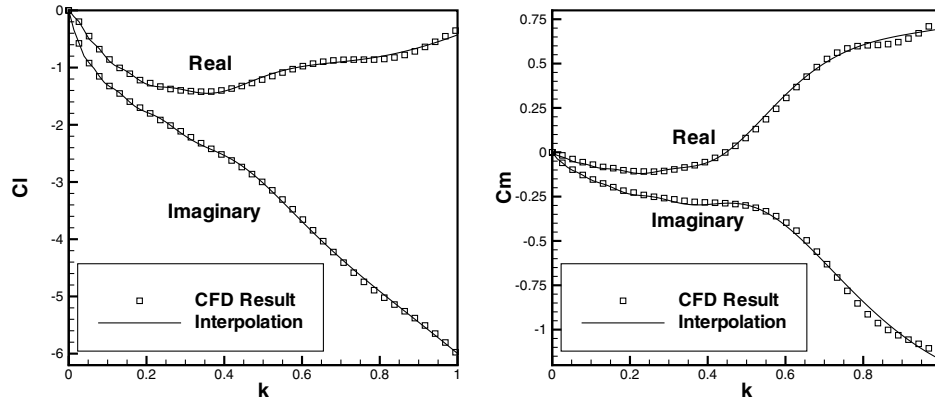 0
-1
-2
-3
-4
-5
-6
Cl
Real
Imaginary
CFD Result
Interpolation
0
0.2
0.4
0.6
0.8
1
k
0.75
0.5
0.25
0
-0.25
-0.5
-0.75
-1
Cm
Real
Imaginary
CFD Result
Interpolation
0
0.2
0.4
0.6
0.8
k